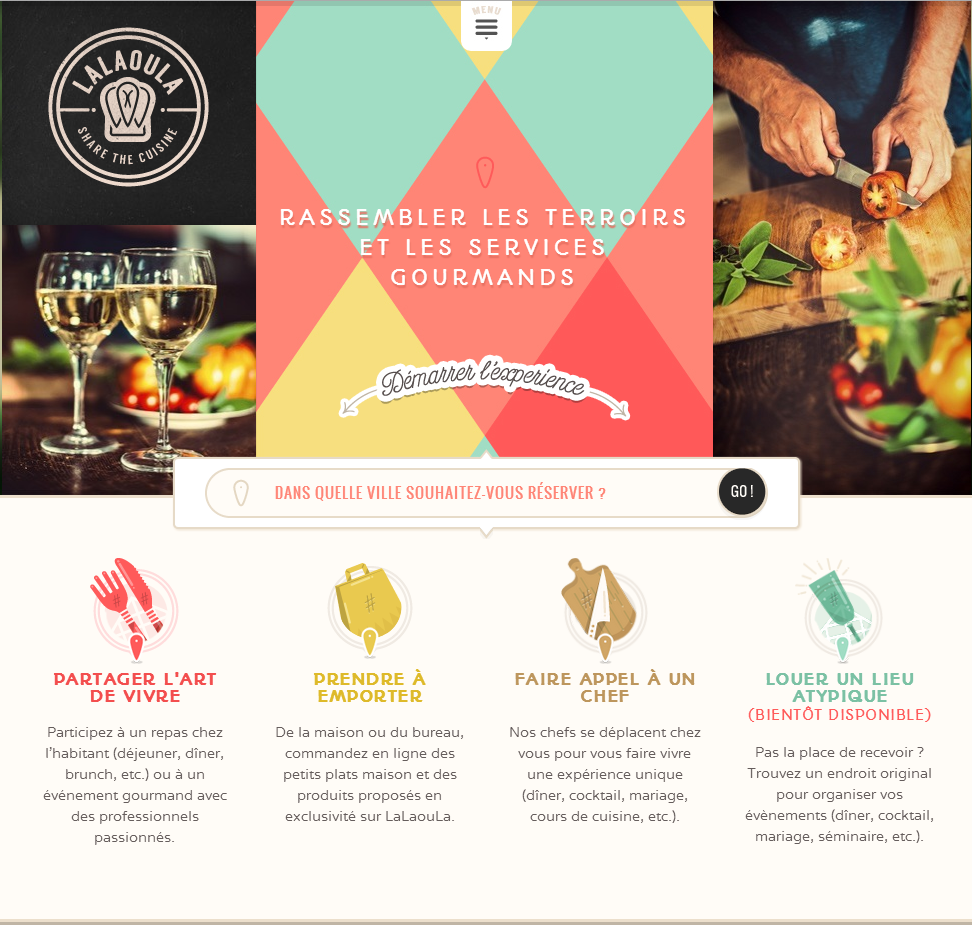 MENU
LALAOULA
SHARE THE CUISINE
RASSEMBLER LES TERROIRS
ET LES SERVICES
GOURMANDS
Démarrer l'experience
DANS QUELLE VILLE SOUHAITEZ-VOUS RÉSERVER ?
GO !
PARTAGER L'ART
DE VIVRE
Participez à un repas chez
l'habitant (déjeuner, dîner,
brunch, etc.) ou à un
événement gourmand avec
des professionnels
passionnés.
PRENDRE À
EMPORTER
De la maison ou du bureau,
commandez en ligne des
petits plats maison et des
produits proposés en
exclusivité sur LaLaouLa.
FAIRE APPEL À UN
CHEF
Nos chefs se déplacent chez
vous pour vous faire vivre
une expérience unique
(dîner, cocktail, mariage,
cours de cuisine, etc.).
LOUER UN LIEU
ATYPIQUE
(BIENTÔT DISPONIBLE)
Pas la place de recevoir ?
Trouvez un endroit original
pour organiser vos
évènements (dîner, cocktail,
mariage, séminaire, etc.).